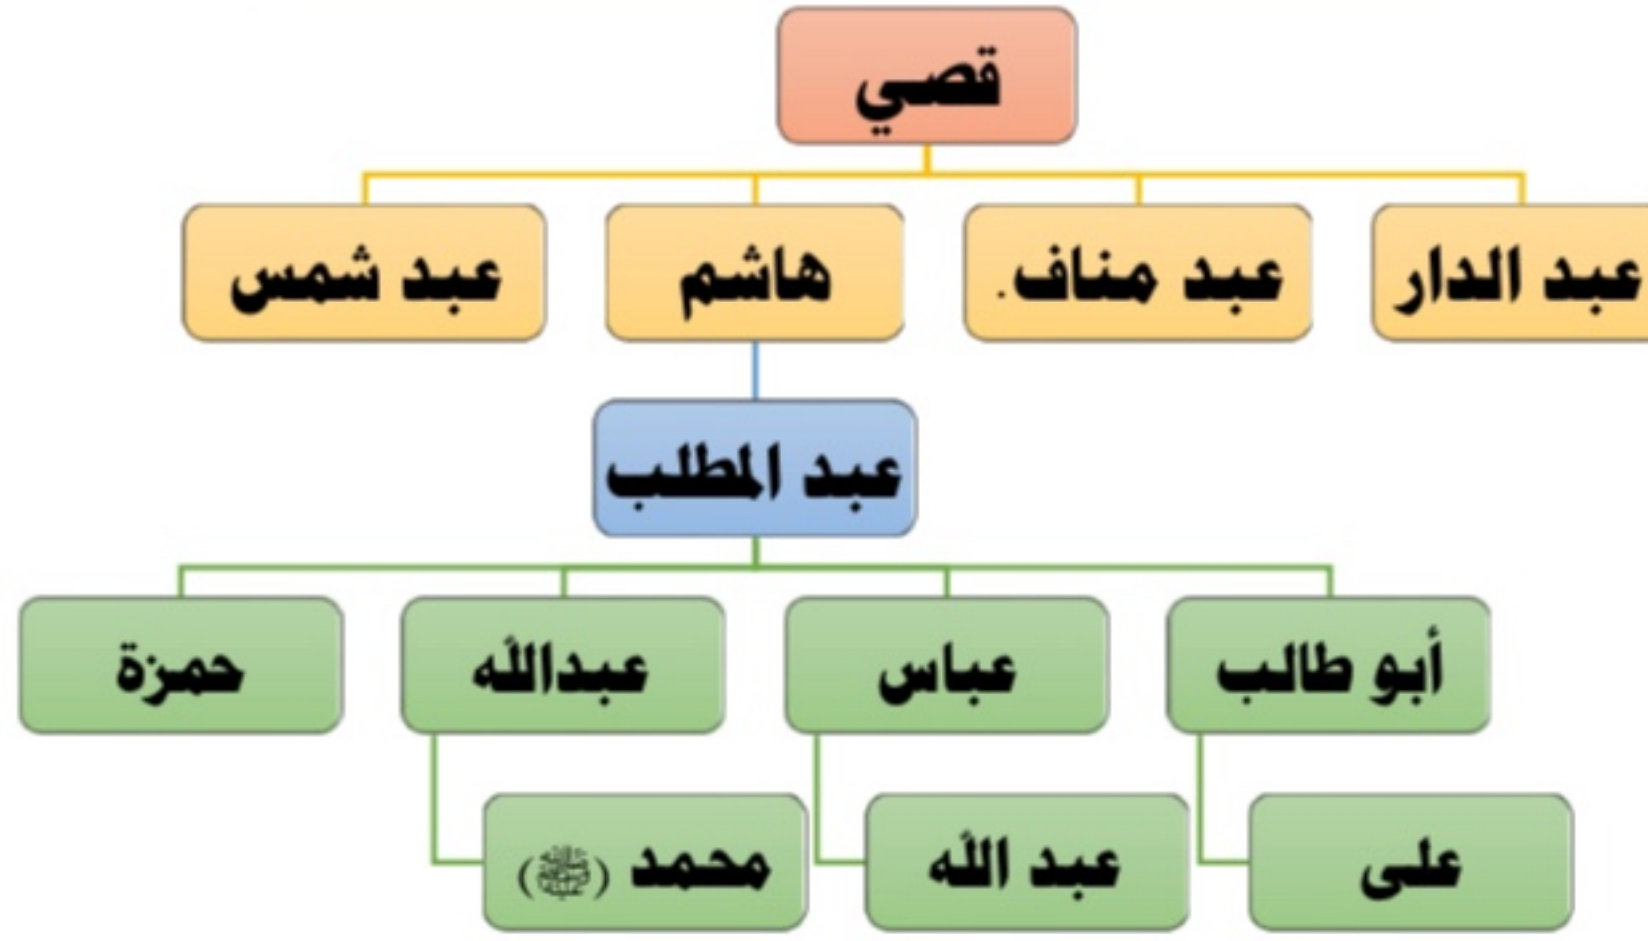 قصي
عبد الدار
عبد مناف.
هاشم
عبد شمس
عبد المطلب
أبو طالب
عباس
عبدالله
حمزة
على
عبد الله
محمد (ﷺ)